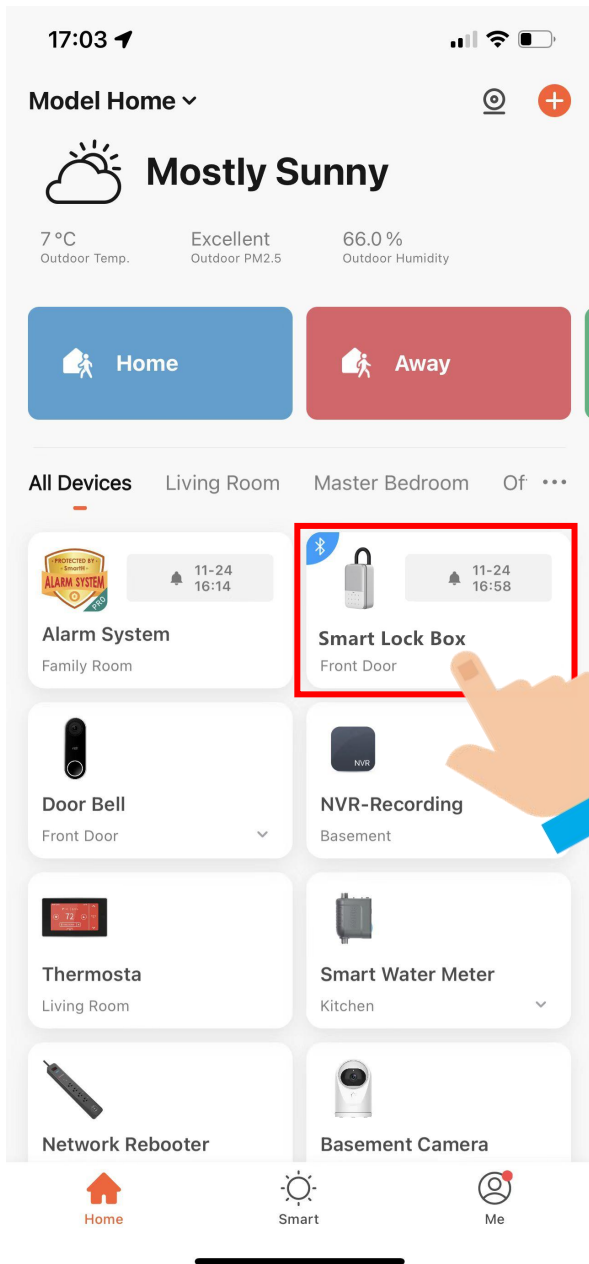 17:03
Model Home
Mostly Sunny
7 °C
Outdoor Temp.
Excellent
Outdoor PM2.5
66.0 %
Outdoor Humidity
Home
Away
All Devices
Living Room
Master Bedroom
Of
PROTECTED BY
SmartHi
ALARM SYSTEM
PRO
11-24
16:14
Alarm System
Family Room
11-24
16:58
Smart Lock Box
Front Door
Door Bell
Front Door
NVR
NVR-Recording
Basement
72
Thermosta
Living Room
Smart Water Meter
Kitchen
Network Rebooter
Basement Camera
Home
Smart
Me